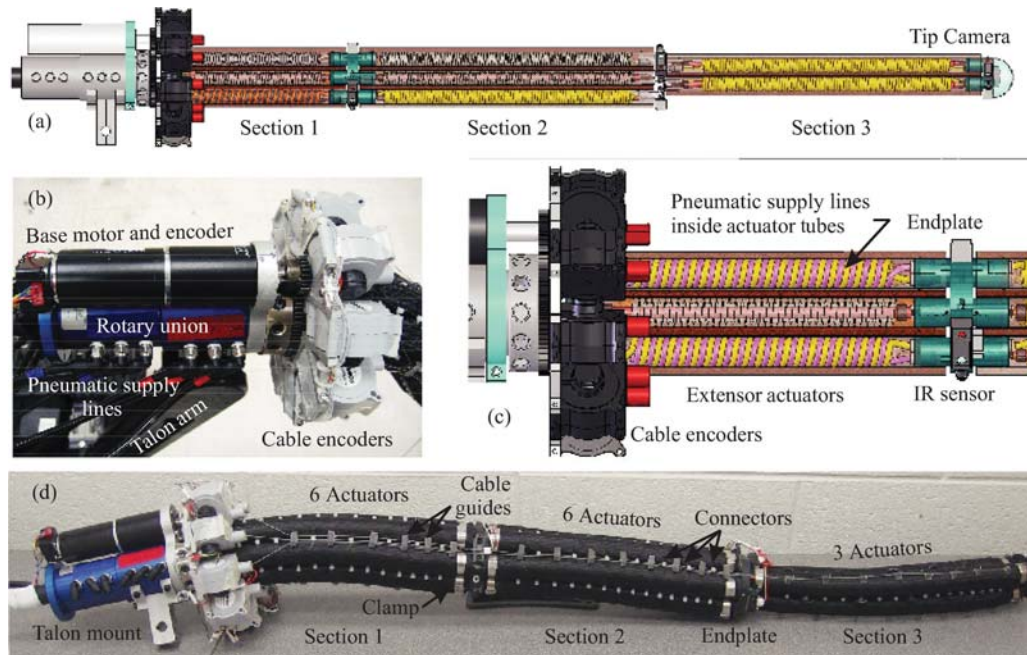 Tip Camera
(a)
Section 1
Section 2
Section 3
(b)
Base motor and encoder
Rotary union
Pneumatic supply
lines
Talon arm
Cable encoders
Pneumatic supply lines
inside actuator tubes
Endplate
(c)
Extensor actuators
IR sensor
Cable encoders
(d)
6 Actuators
Cable
guides
6 Actuators
Connectors
3 Actuators
Clamp
Talon mount
Section 1
Section 2
Endplate
Section 3